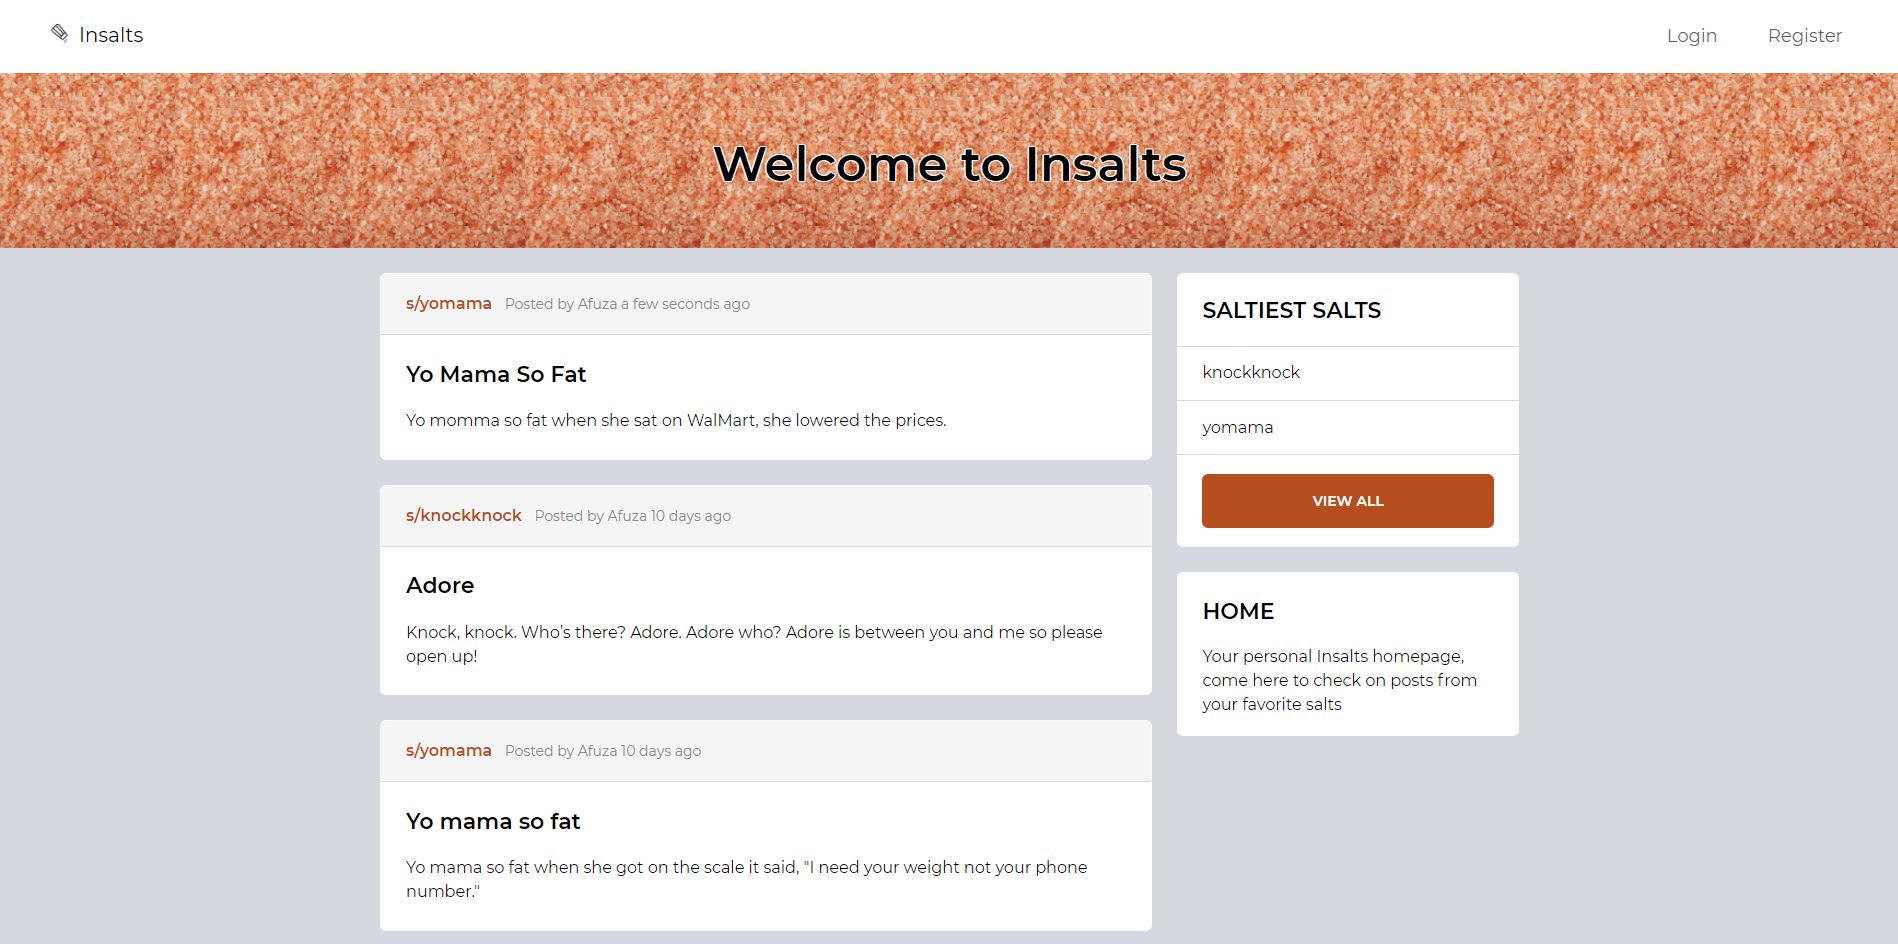 Insalts
Login
Register
Welcome to Insalts
s/yomama Posted by Afuza a few seconds ago
Yo Mama So Fat
Yo momma so fat when she sat on WalMart, she lowered the prices.
s/knockknock Posted by Afuza 10 days ago
Adore
Knock, knock. Who’s there? Adore. Adore who? Adore is between you and me so please
open up!
s/yomama Posted by Afuza 10 days ago
Yo mama so fat
Yo mama so fat when she got on the scale it said, "I need your weight not your phone
number."
SALTIEST SALTS
knockknock
yomama
VIEW ALL
HOME
Your personal Insalts homepage,
come here to check on posts from
your favorite salts